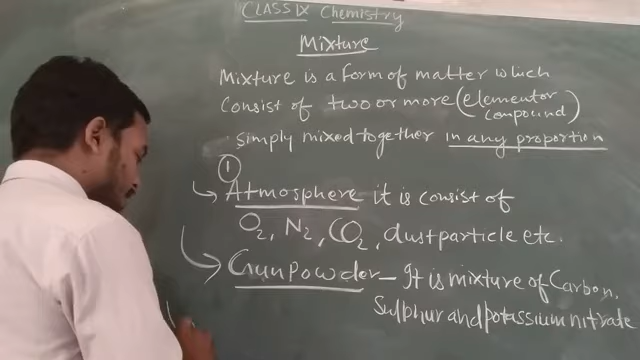 CLASS IX Chemistry
Mixture
Mixture is a form of matter which
consist of two or more (element or compound)
simply mixed together in any proportion
①
Atmosphere it is consist of
O₂, N₂, CO₂, dust particle etc.
Gunpowder - It is mixture of Carbon,
Sulphur and potassium nitrate